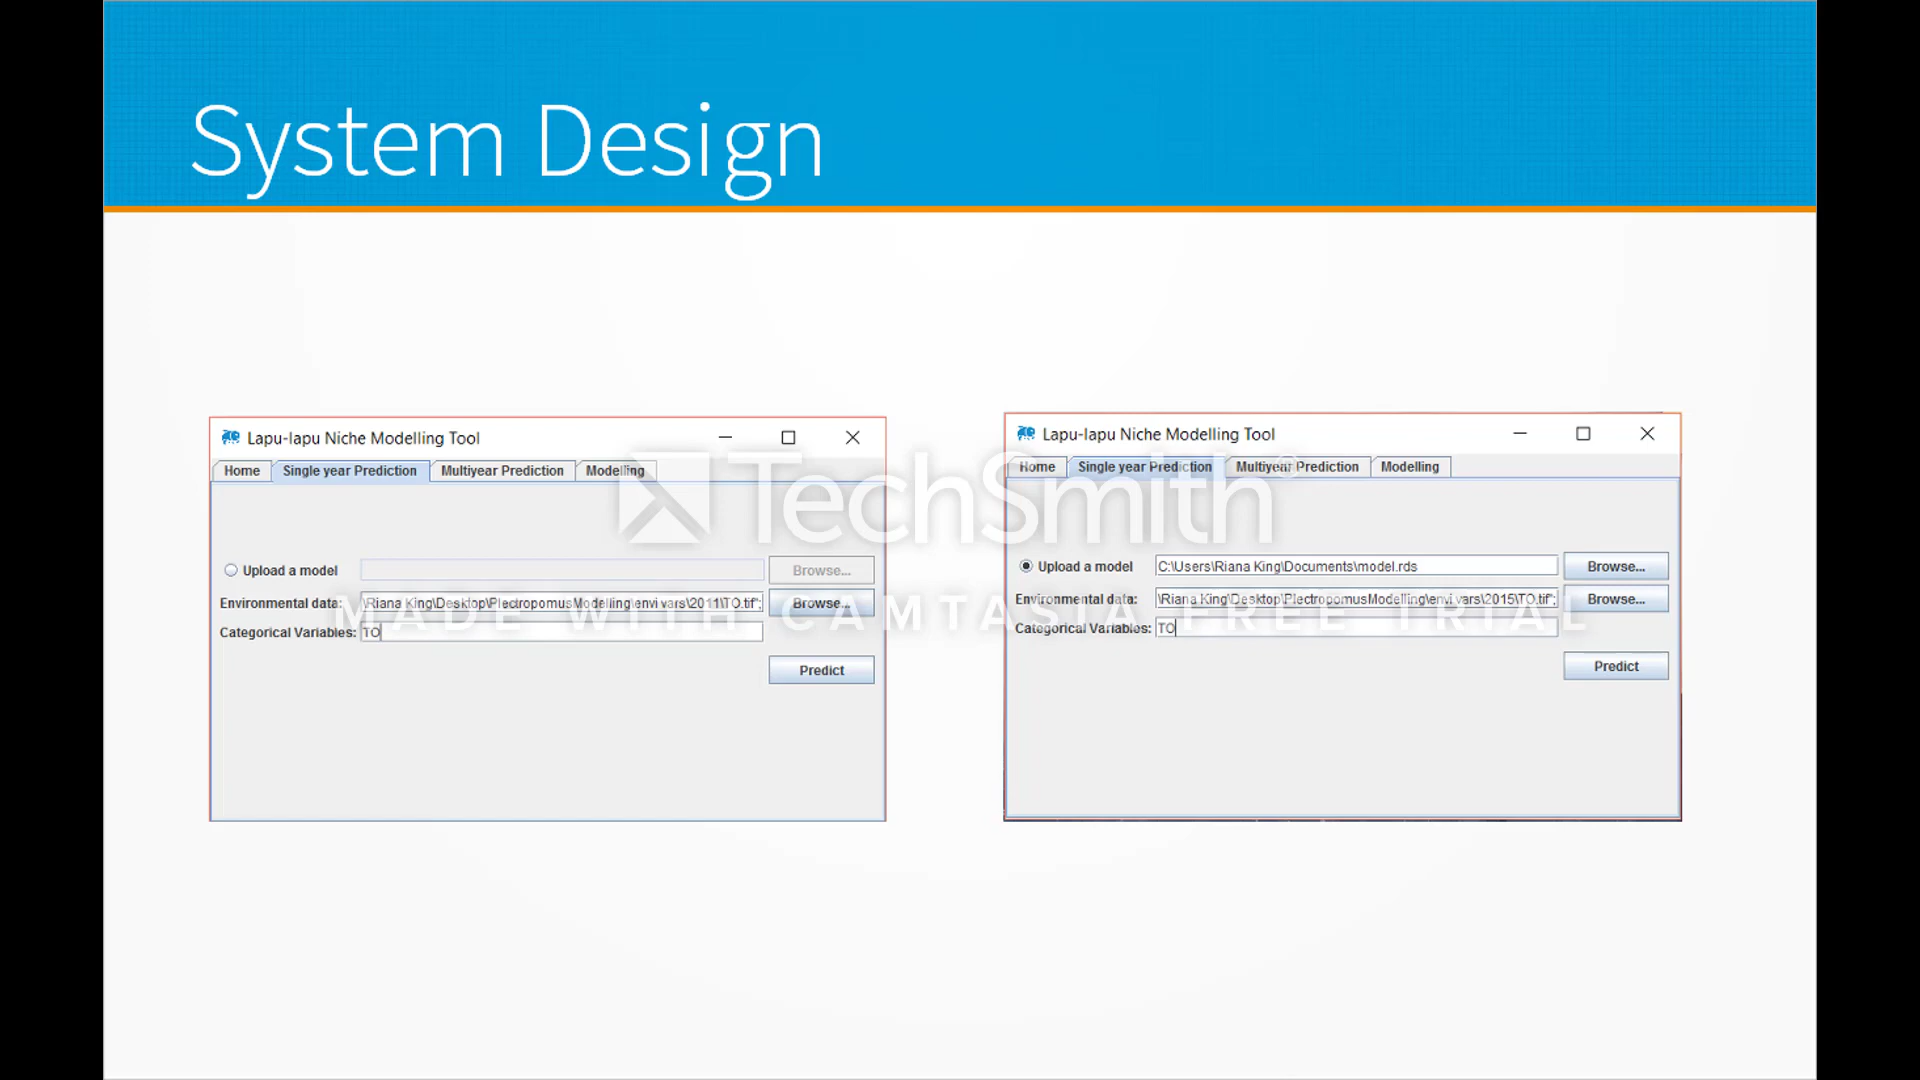 System Design
Lapu-lapu Niche Modelling Tool
Home Single year Prediction Multiyear Prediction Modelling
Upload a model Browse...
Environmental data: \Riana King\Desktop\PlectropomusModelling\envi vars\2011\TO.tif"; Browse...
Categorical Variables: TO
Predict
Lapu-lapu Niche Modelling Tool
Home Single year Prediction Multiyear Prediction Modelling
Upload a model C:\Users\Riana King\Documents\model.rds Browse...
Environmental data: \Riana King\Desktop\PlectropomusModelling\envi vars\2015\TO.tif"; Browse...
Categorical Variables: TO
Predict
TechSmith
MADE WITH CAMTASIA FREE TRIAL